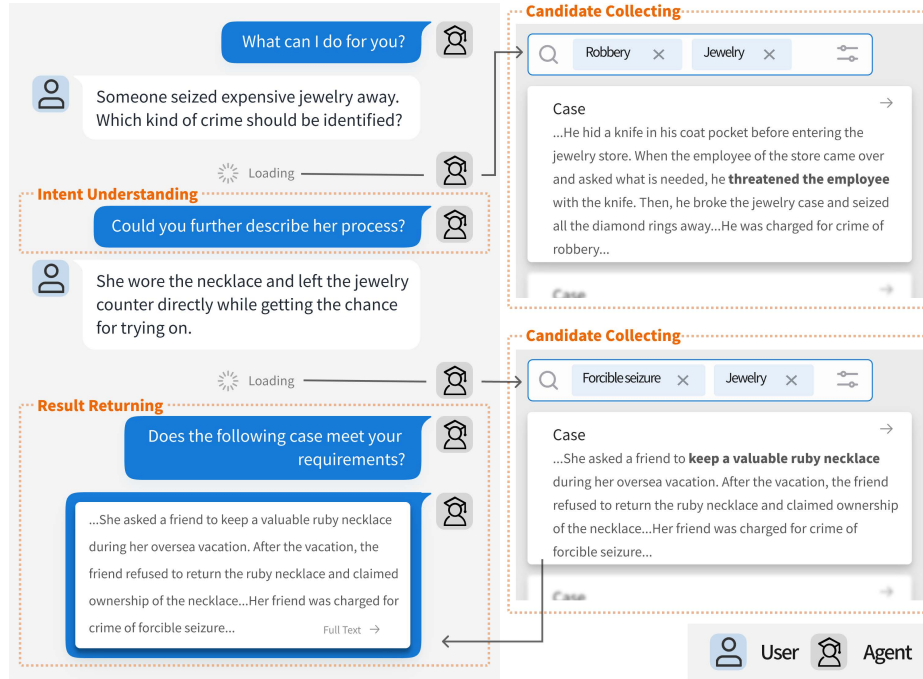 What can I do for you?
Someone seized expensive jewelry away.
Which kind of crime should be identified?
Loading
Intent Understanding
Could you further describe her process?
She wore the necklace and left the jewelry
counter directly while getting the chance
for trying on.
Loading
Result Returning
Does the following case meet your
requirements?
...She asked a friend to keep a valuable ruby necklace
during her oversea vacation. After the vacation, the
friend refused to return the ruby necklace and claimed
ownership of the necklace...Her friend was charged for
crime of forcible seizure...
Full Text →
Candidate Collecting
Robbery ×
Jewelry ×
Case →
...He hid a knife in his coat pocket before entering the
jewelry store. When the employee of the store came over
and asked what is needed, he threatened the employee
with the knife. Then, he broke the jewelry case and seized
all the diamond rings away...He was charged for crime of
robbery...
Case →
Candidate Collecting
Forcible seizure ×
Jewelry ×
Case →
...She asked a friend to keep a valuable ruby necklace
during her oversea vacation. After the vacation, the friend
refused to return the ruby necklace and claimed ownership
of the necklace...Her friend was charged for crime of
forcible seizure...
Case →
User
Agent